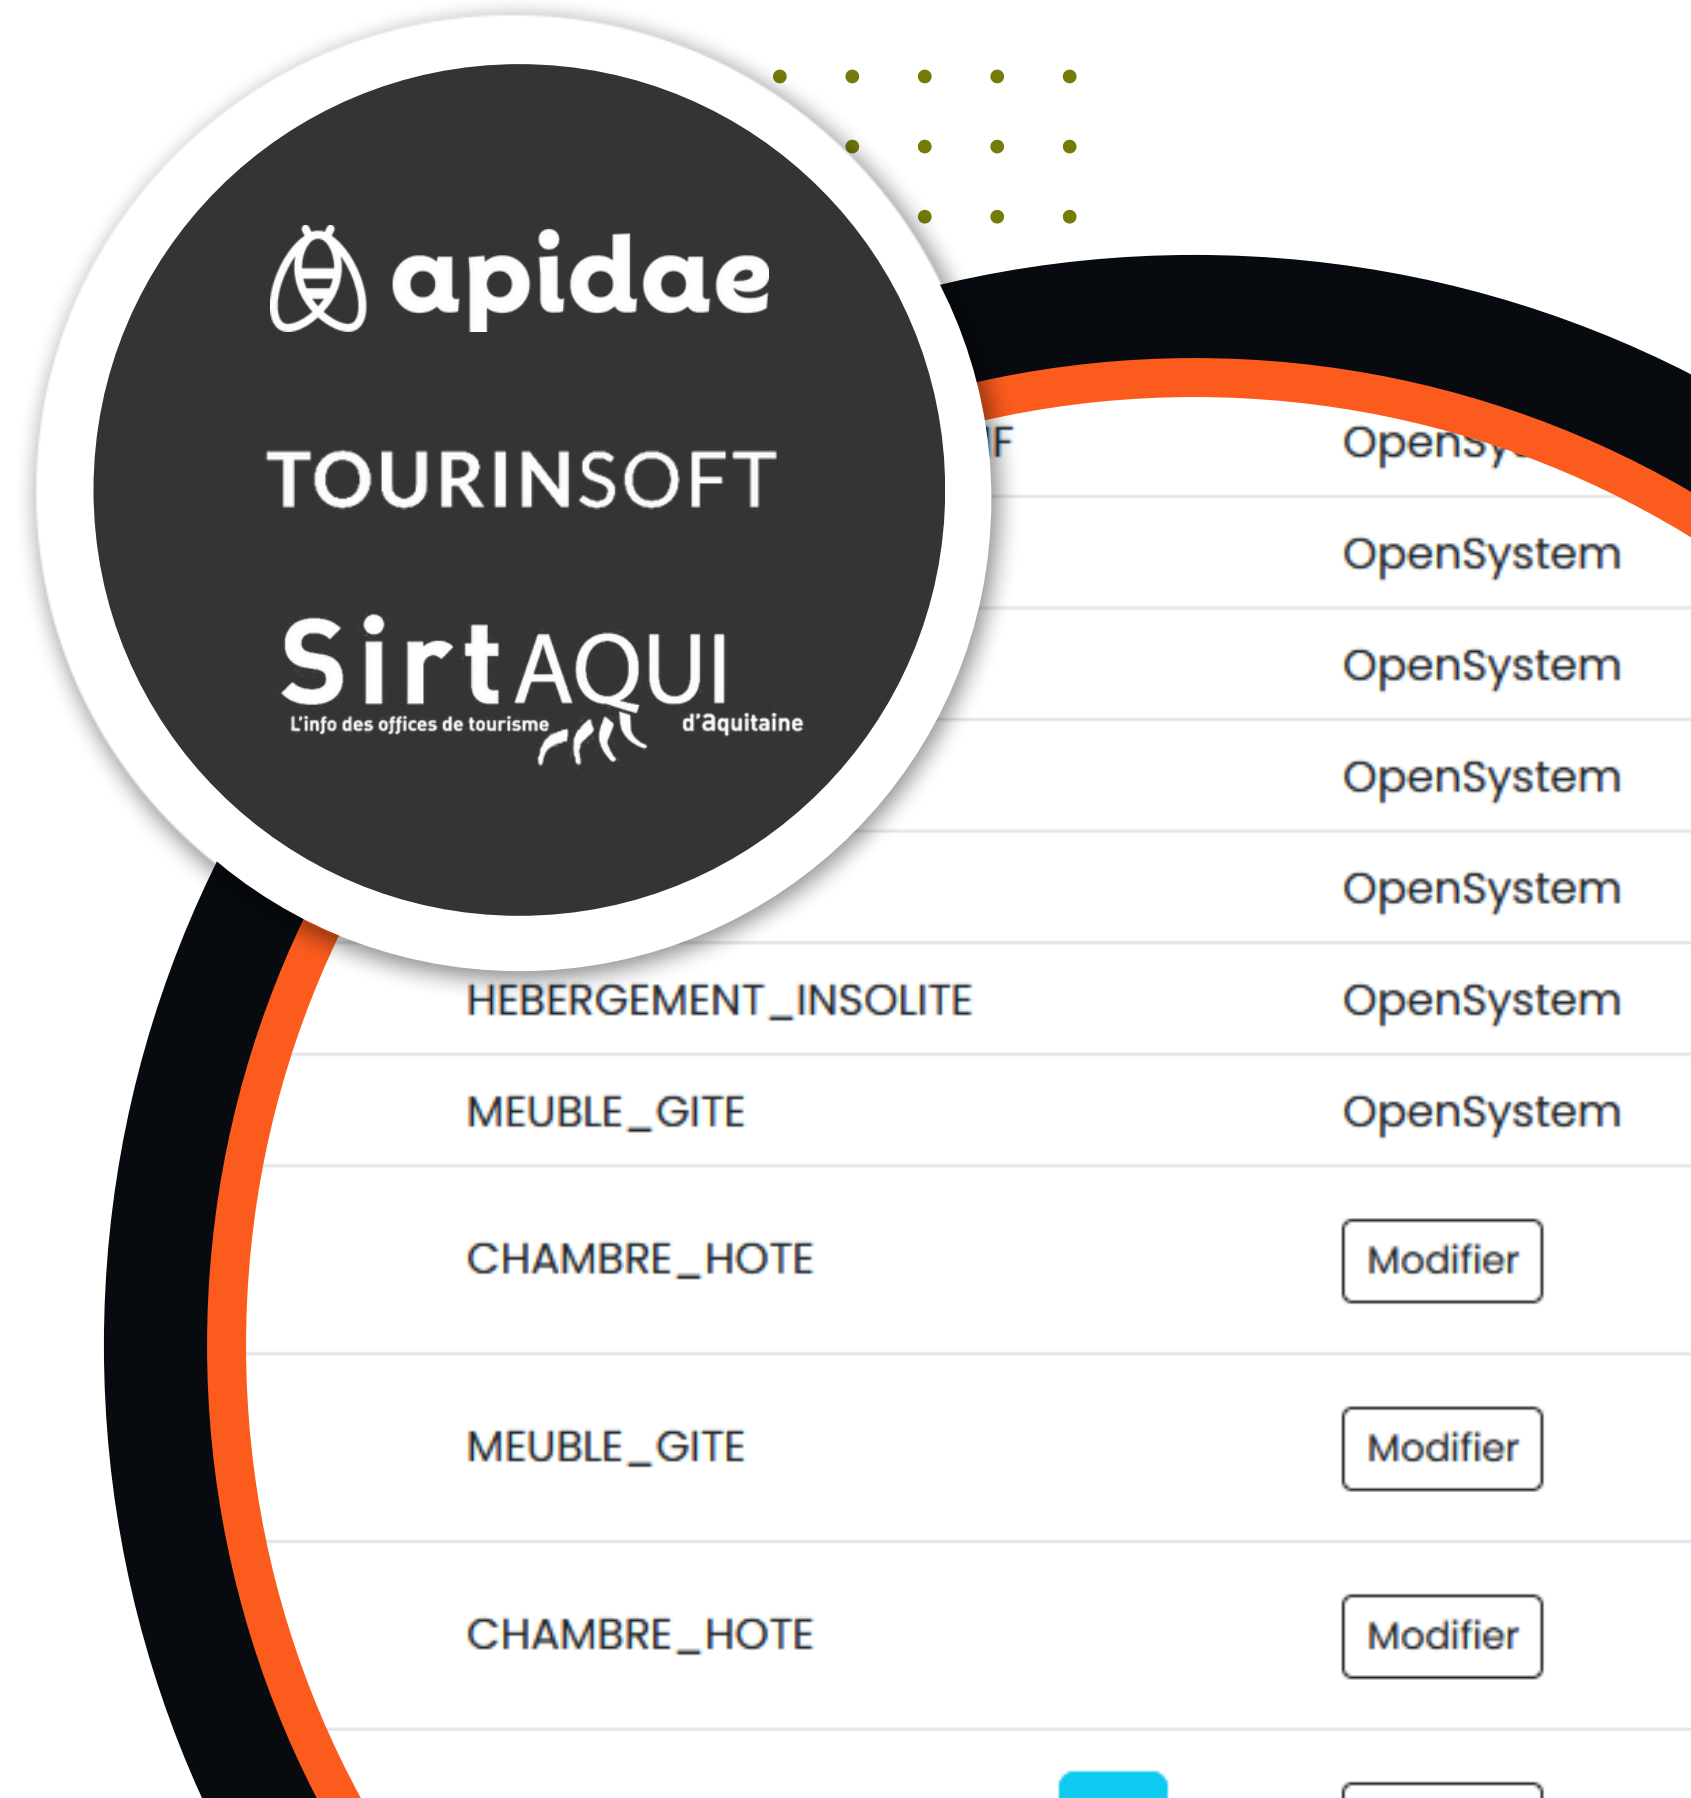 apidae
TOURINSOFT
SirtAQUI
L'info des offices de tourisme d'aquitaine
OpenSystem
OpenSystem
OpenSystem
OpenSystem
HEBERGEMENT_INSOLITE OpenSystem
MEUBLE_GITE OpenSystem
CHAMBRE_HOTE Modifier
MEUBLE_GITE Modifier
CHAMBRE_HOTE Modifier